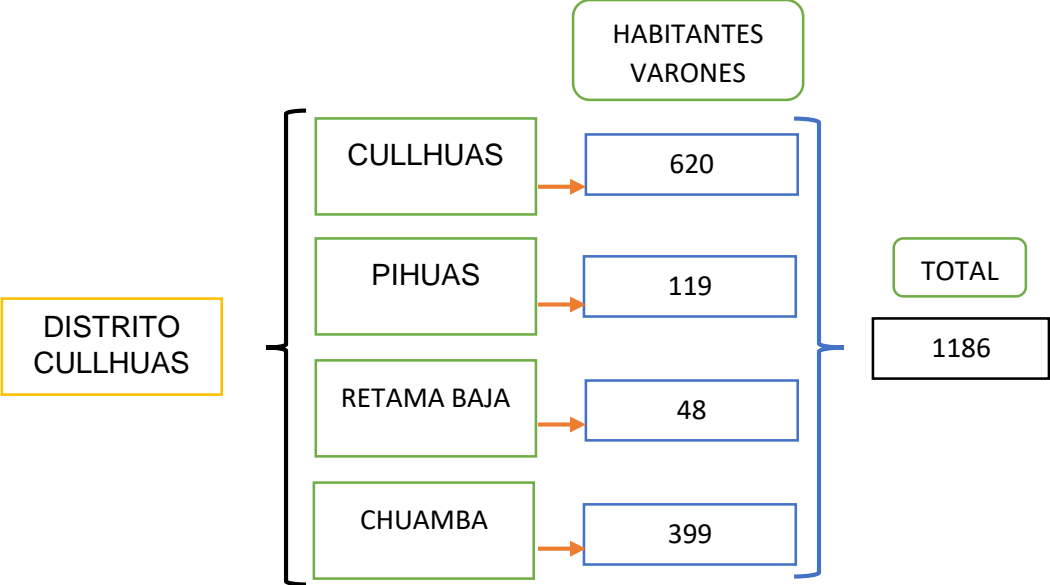 HABITANTES
VARONES
CULLHUAS
620
PIHUAS
119
TOTAL
DISTRITO
CULLHUAS
1186
RETAMA BAJA
48
CHUAMBA
399